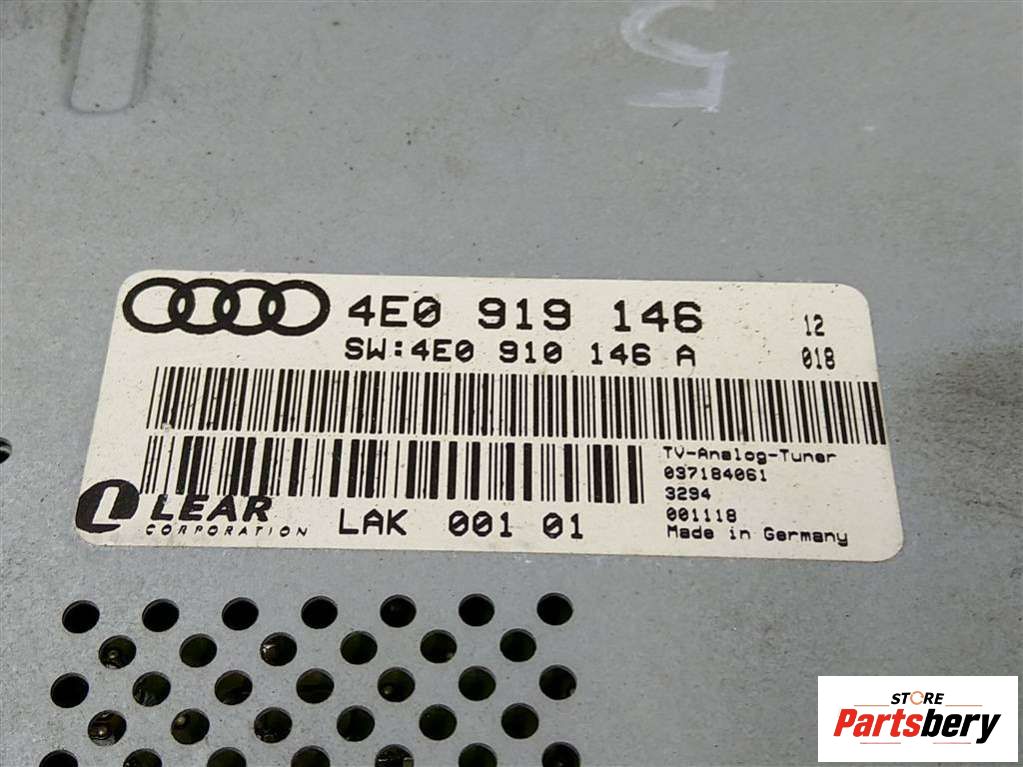 5
4E0 919 146 12
SW:4E0 910 146 A 018
TV-Analog-Tuner
037184061
3294
001118
Made in Germany
LEAR
CORPORATION
LAK 001 01
STORE
Partsbery